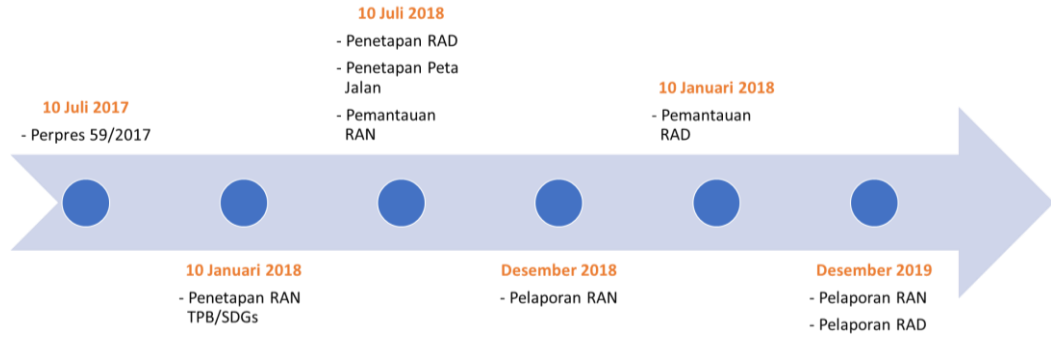 10 Juli 2017
- Perpres 59/2017
10 Januari 2018
- Penetapan RAN
TPB/SDGs
10 Juli 2018
- Penetapan RAD
- Penetapan Peta
Jalan
- Pemantauan
RAN
Desember 2018
- Pelaporan RAN
10 Januari 2018
- Pemantauan
RAD
Desember 2019
- Pelaporan RAN
- Pelaporan RAD